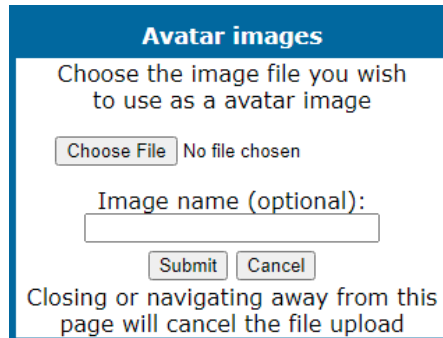 Avatar images
Choose the image file you wish
to use as a avatar image
Choose File No file chosen
Image name (optional):
Submit Cancel
Closing or navigating away from this
page will cancel the file upload